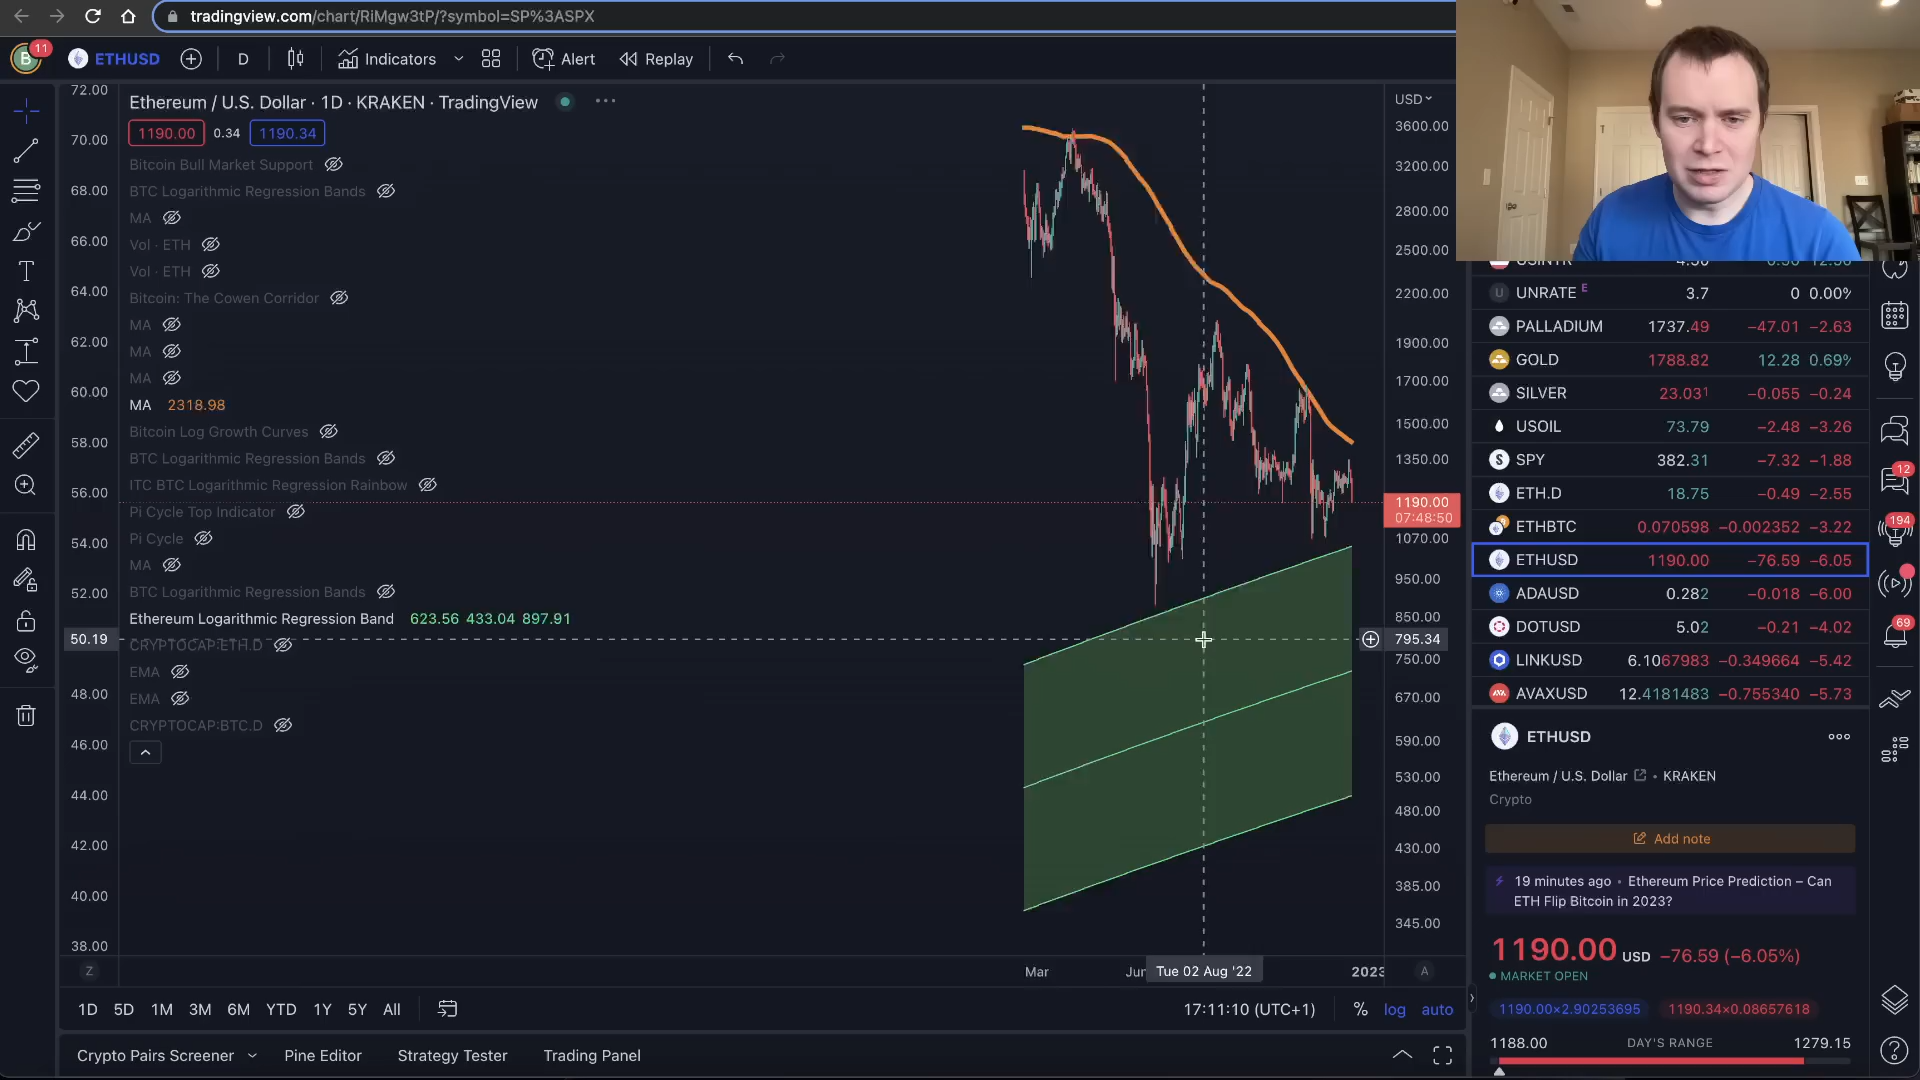 tradingview.com/chart/RiMgw3tP/?symbol=SP%3ASPX
B 11 ETHUSD D Indicators Alert Replay
Ethereum / U.S. Dollar · 1D · KRAKEN · TradingView
1190.00 0.34 1190.34
Bitcoin Bull Market Support
BTC Logarithmic Regression Bands
MA
Vol · ETH
Vol · ETH
Bitcoin: The Cowen Corridor
MA
MA
MA
MA 2318.98
Bitcoin Log Growth Curves
BTC Logarithmic Regression Bands
ITC BTC Logarithmic Regression Rainbow
Pi Cycle Top Indicator
Pi Cycle
MA
BTC Logarithmic Regression Bands
Ethereum Logarithmic Regression Band 623.56 433.04 897.91
CRYPTOCAP:ETH.D
EMA
EMA
CRYPTOCAP:BTC.D
72.00
70.00
68.00
66.00
64.00
62.00
60.00
58.00
56.00
54.00
52.00
50.19
48.00
46.00
44.00
42.00
40.00
38.00
Z
USD
3600.00
3200.00
2800.00
2500.00
2200.00
1900.00
1700.00
1500.00
1350.00
1190.00
07:48:50
1070.00
950.00
850.00
795.34
750.00
670.00
590.00
530.00
480.00
430.00
385.00
345.00
A
Mar Jun Tue 02 Aug '22 2023
1D 5D 1M 3M 6M YTD 1Y 5Y All 17:11:10 (UTC+1) % log auto
Crypto Pairs Screener Pine Editor Strategy Tester Trading Panel
UNRATE E 3.7 0 0.00%
PALLADIUM 1737.49 −47.01 −2.63
GOLD 1788.82 12.28 0.69%
SILVER 23.031 −0.055 −0.24
USOIL 73.79 −2.48 −3.26
SPY 382.31 −7.32 −1.88
ETH.D 18.75 −0.49 −2.55
ETHBTC 0.070598 −0.002352 −3.22
ETHUSD 1190.00 −76.59 −6.05
ADAUSD 0.282 −0.018 −6.00
DOTUSD 5.02 −0.21 −4.02
LINKUSD 6.1067983 −0.349664 −5.42
AVAXUSD 12.4181483 −0.755340 −5.73
ETHUSD
Ethereum / U.S. Dollar • KRAKEN
Crypto
Add note
19 minutes ago • Ethereum Price Prediction – Can
ETH Flip Bitcoin in 2023?
1190.00 USD −76.59 (−6.05%)
MARKET OPEN
1190.00×2.90253695 1190.34×0.08657618
1188.00 DAY'S RANGE 1279.15
12
194
69